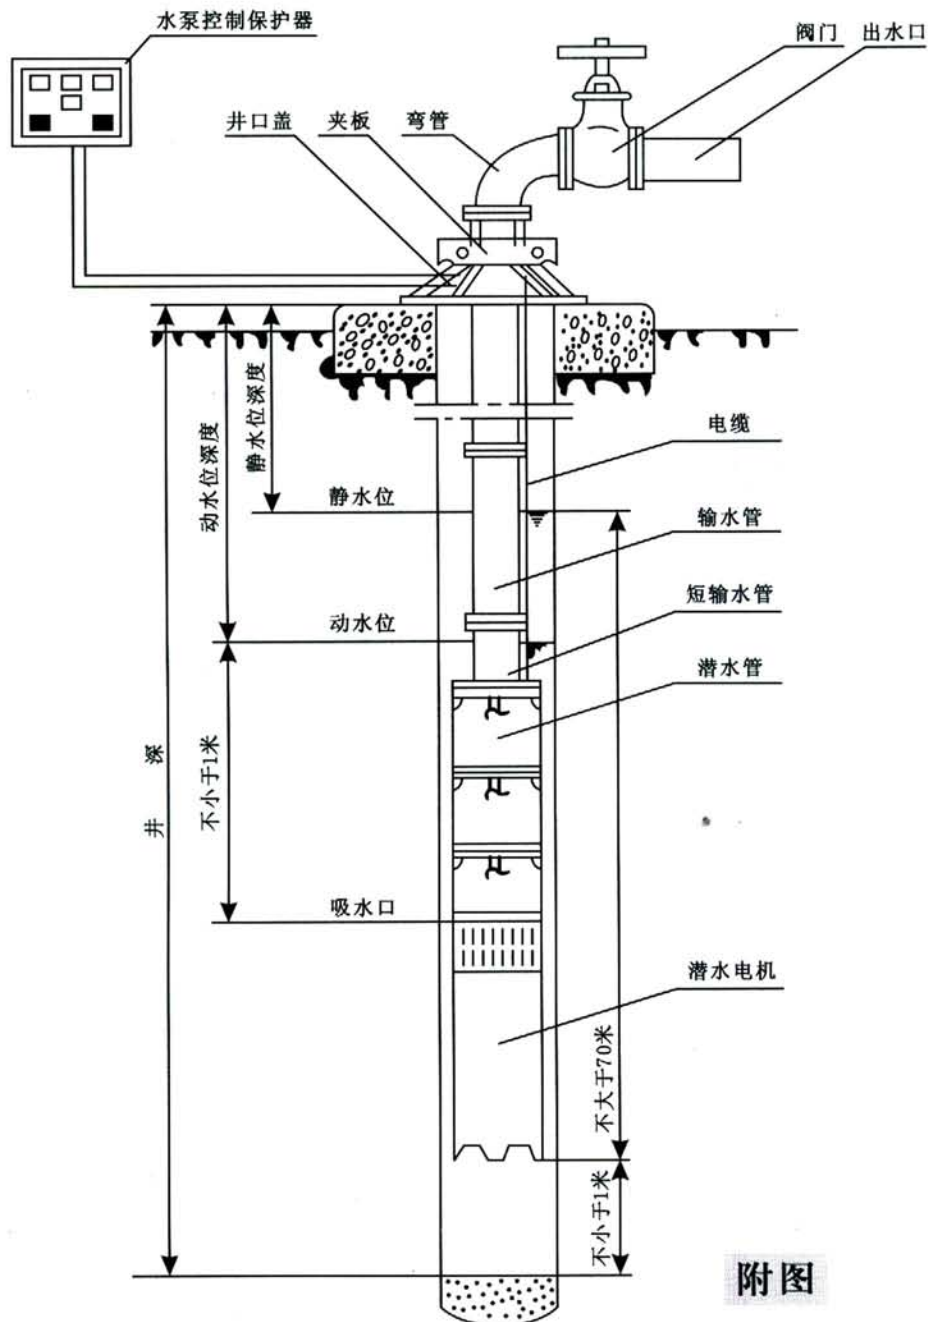 水泵控制保护器
阀门
出水口
井口盖
夹板
弯管
动水位深度
静水位深度
电缆
静水位
输水管
短输水管
动水位
潜水管
井深
不小于1米
吸水口
潜水电机
不大于70米
不小于1米
附图